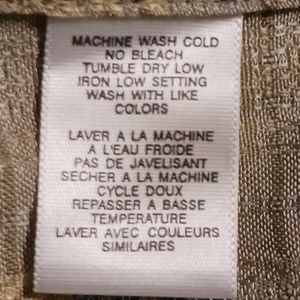 MACHINE WASH COLD
NO BLEACH
TUMBLE DRY LOW
IRON LOW SETTING
WASH WITH LIKE
COLORS
LAVER A LA MACHINE
A L'EAU FROIDE
PAS DE JAVELISANT
SECHER A LA MACHINE
CYCLE DOUX
REPASSER A BASSE
TEMPERATURE
LAVER AVEC COULEURS
SIMILAIRES